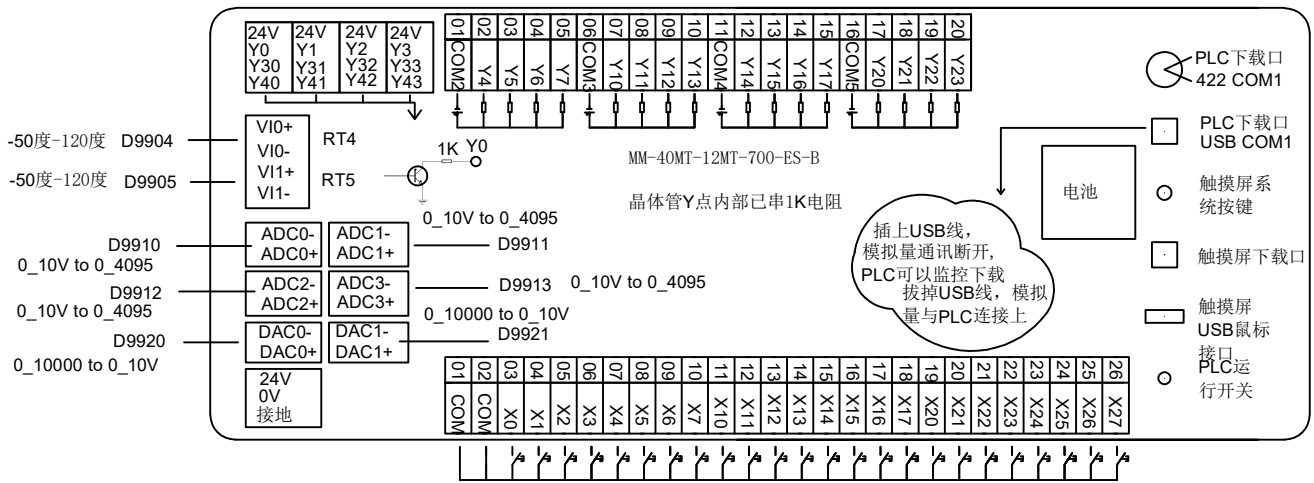 24V 24V 24V 24V
Y0 Y1 Y2 Y3
Y30 Y31 Y32 Y33
Y40 Y41 Y42 Y43
01 02 03 04 05 06 07 08 09 10 11 12 13 14 15 16 17 18 19 20
COM2 Y4 Y5 Y6 Y7 COM3 Y10 Y11 Y12 Y13 COM4 Y14 Y15 Y16 Y17 COM5 Y20 Y21 Y22 Y23
PLC下载口
422 COM1
-50度-120度 D9904
VI0+
VI0-
RT4
-50度-120度 D9905
VI1+
VI1-
RT5
1K Y0
MM-40MT-12MT-700-ES-B
晶体管Y点内部已串1K电阻
PLC下载口
USB COM1
电池
触摸屏系
统按键
插上USB线，
模拟量通讯断开,
PLC可以监控下载
拔掉USB线，模拟
量与PLC连接上
触摸屏下载口
触摸屏
USB鼠标
接口
PLC运
行开关
0_10V to 0_4095
D9910
ADC0-
ADC0+
ADC1-
ADC1+
D9911
0_10V to 0_4095
D9912
ADC2-
ADC2+
ADC3-
ADC3+
D9913 0_10V to 0_4095
0_10V to 0_4095
0_10000 to 0_10V
D9920
DAC0-
DAC0+
DAC1-
DAC1+
D9921
0_10000 to 0_10V
24V
0V
接地
01 02 03 04 05 06 07 08 09 10 11 12 13 14 15 16 17 18 19 20 21 22 23 24 25 26
COM COM X0 X1 X2 X3 X4 X5 X6 X7 X10 X11 X12 X13 X14 X15 X16 X17 X20 X21 X22 X23 X24 X25 X26 X27